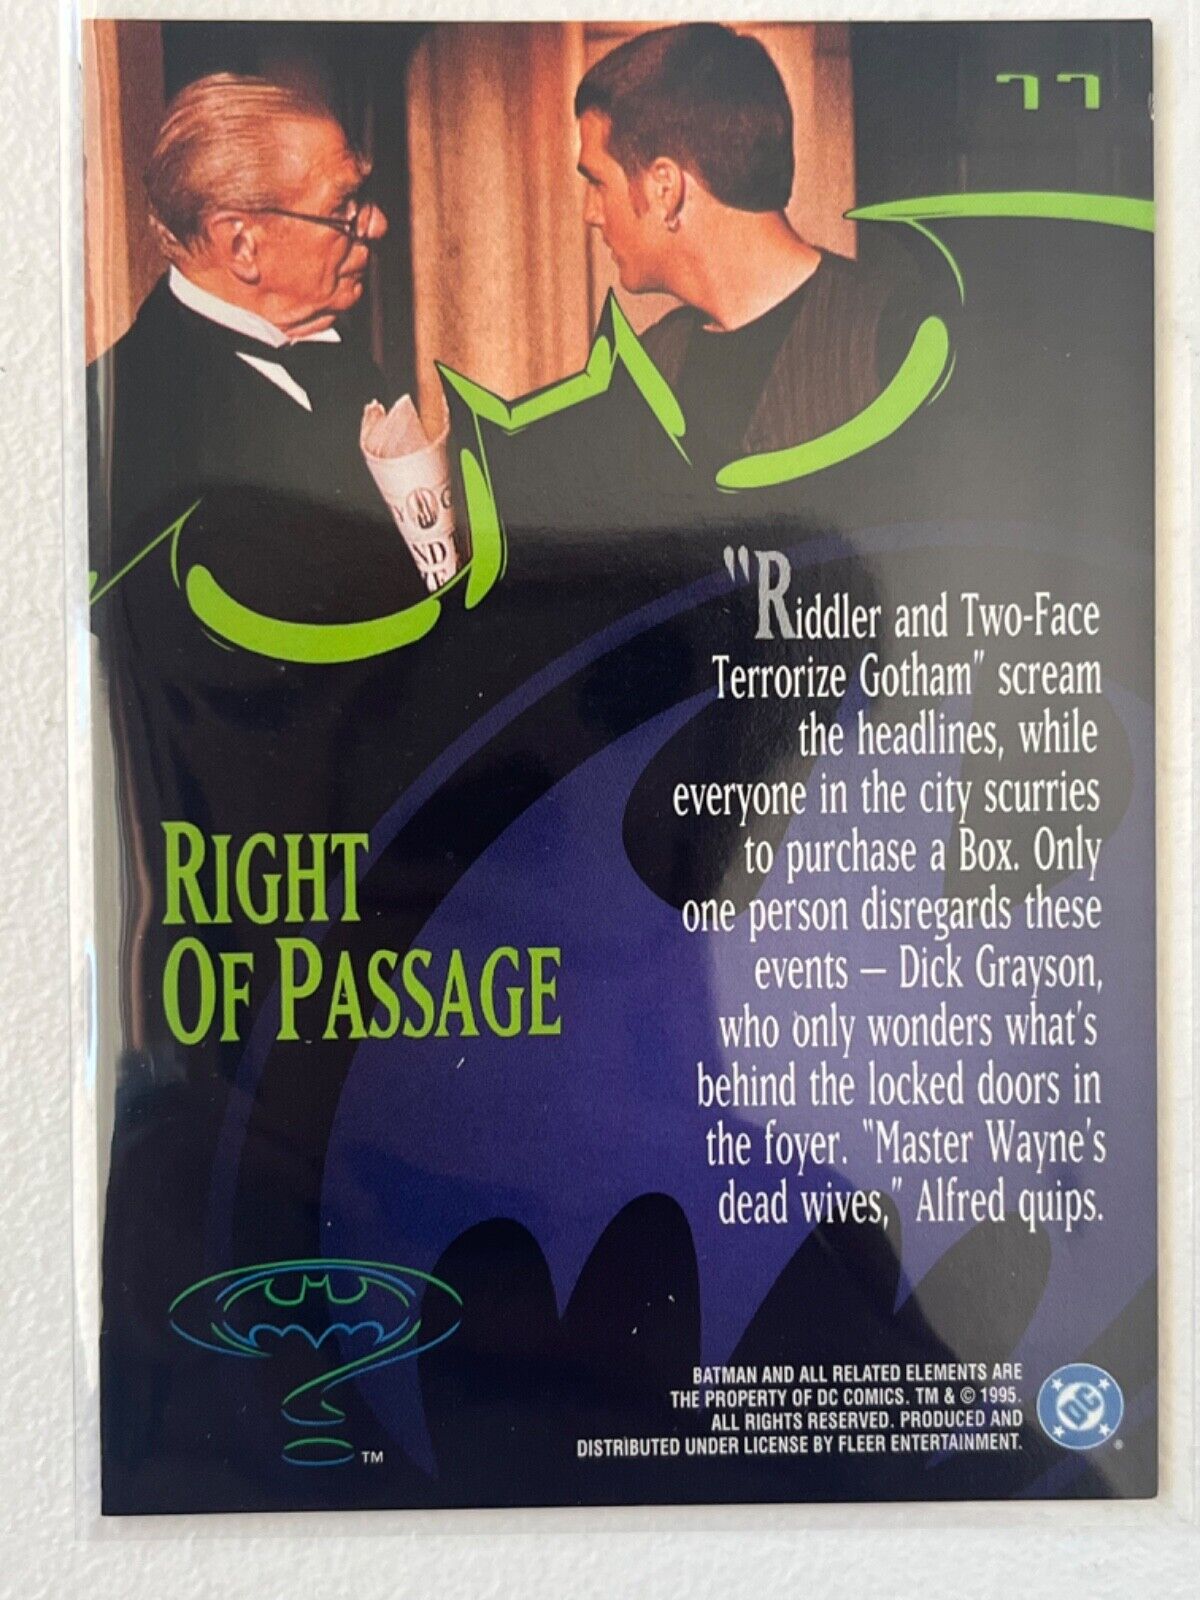 77
Y G
ND
"Riddler and Two-Face
Terrorize Gotham" scream
the headlines, while
everyone in the city scurries
to purchase a Box. Only
one person disregards these
events — Dick Grayson,
who only wonders what's
behind the locked doors in
the foyer. "Master Wayne's
dead wives," Alfred quips.
RIGHT
OF PASSAGE
TM
BATMAN AND ALL RELATED ELEMENTS ARE
THE PROPERTY OF DC COMICS. TM & © 1995.
ALL RIGHTS RESERVED. PRODUCED AND
DISTRIBUTED UNDER LICENSE BY FLEER ENTERTAINMENT.
DC
®